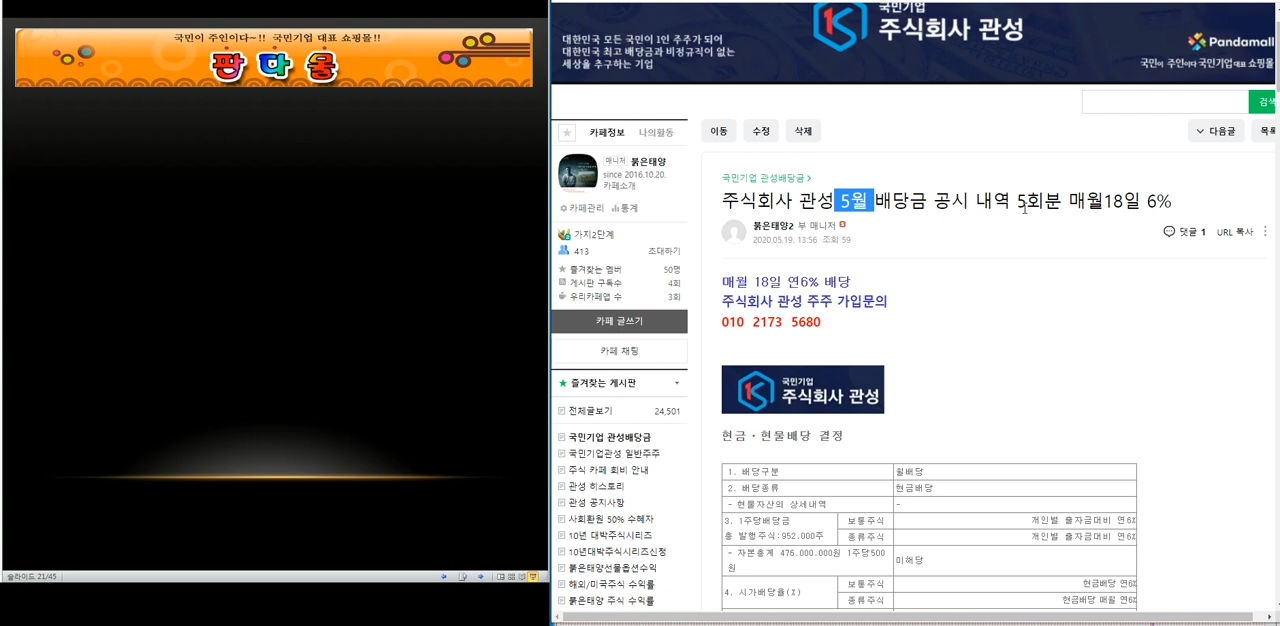 국민이 주인이다~!! 국민기업 대표 쇼핑몰!!
판 다 몰
슬라이드 21/45
대한민국 모든 국민이 1인 주주가 되어
대한민국 최고 배당금과 비정규직이 없는
세상을 추구하는 기업
국민기업
주식회사 관성
Pandamall
국민이 주인이다 국민기업 대표 쇼핑몰
검색
카페정보 나의활동
매니저 붉은태양
since 2016.10.20.
카페소개
카페관리 통계
가지2단계
413 초대하기
즐겨찾는 멤버 50명
게시판 구독수 4회
우리카페앱 수 3회
카페 글쓰기
카페 채팅
즐겨찾는 게시판
전체글보기 24,501
국민기업 관성배당금
국민기업관성 일반주주
주식 카페 회비 안내
관성 히스토리
관성 공지사항
사회환원 50% 수혜자
10년 대박주식시리즈
10년대박주식시리즈신청
붉은태양선물옵션수익
해외/미국주식 수익률
붉은태양 주식 수익률
이동 수정 삭제
다음글 목록
국민기업 관성배당금 >
주식회사 관성 5월 배당금 공시 내역 5회분 매월18일 6%
붉은태양2 부 매니저
2020.05.19. 13:56 조회 59
댓글 1 URL 복사
매월 18일 연6% 배당
주식회사 관성 주주 가입문의
010 2173 5680
국민기업
주식회사 관성
현금ㆍ현물배당 결정
1. 배당구분 월배당
2. 배당종류 현금배당
- 현물자산의 상세내역 -
3. 1주당배당금
총 발행주식:952.000주
보통주식 개인별 출자금대비 연6%
종류주식 개인별 출자금대비 연6%
- 자본총계 476.000.000원 1주당500
원
미해당
4. 시가배당율(%)
보통주식 현금배당 연6%
종류주식 현금배당 매월 연6%